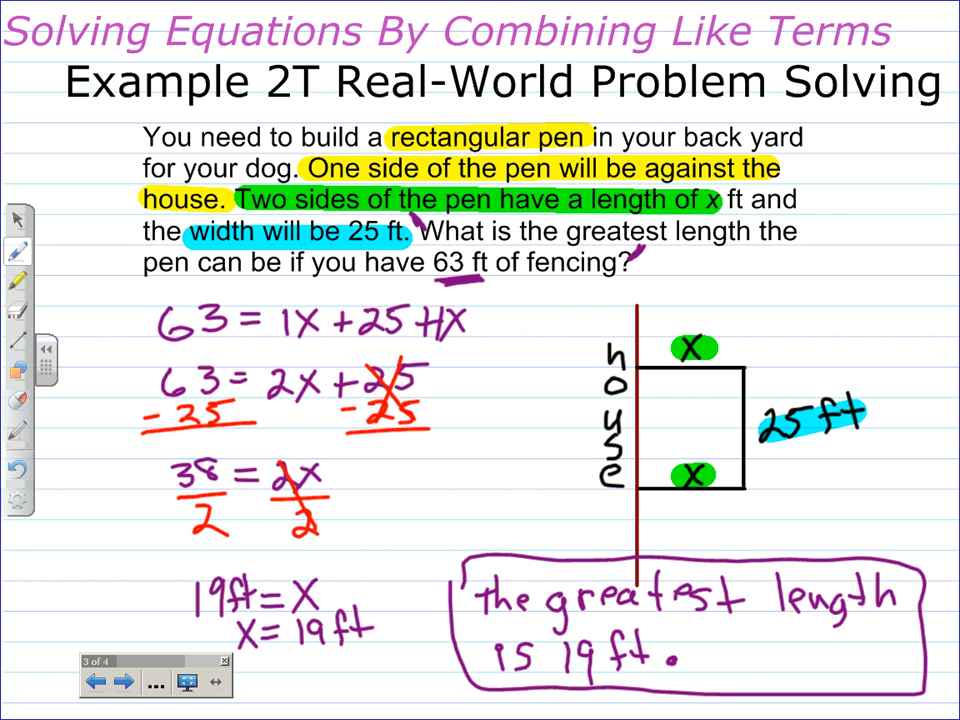 Solving Equations By Combining Like Terms
Example 2T Real-World Problem Solving
You need to build a rectangular pen in your back yard
for your dog. One side of the pen will be against the
house. Two sides of the pen have a length of x ft and
the width will be 25 ft. What is the greatest length the
pen can be if you have 63 ft of fencing?
63 = 1x + 25 + 1x
63 = 2x + 25
- 25 - 25
38 = 2x
2 2
19ft = x
x = 19 ft
house
x
25 ft
x
The greatest length
is 19 ft.
3 of 4